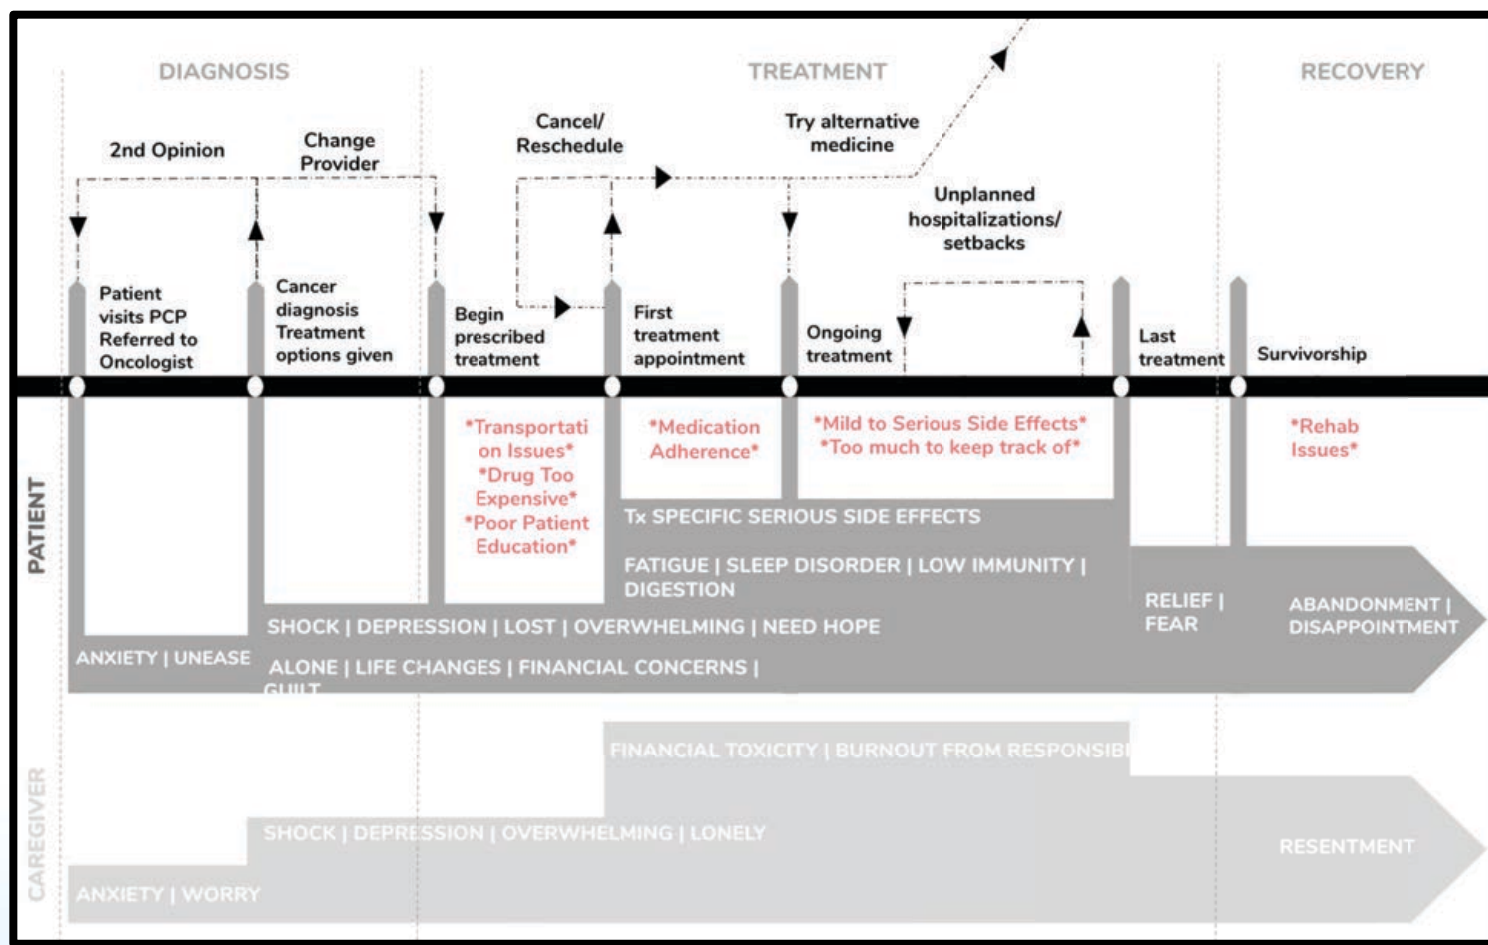 DIAGNOSIS
TREATMENT
RECOVERY
2nd Opinion
Change
Provider
Cancel/
Reschedule
Try alternative
medicine
Unplanned
hospitalizations/
setbacks
Patient
visits PCP
Referred to
Oncologist
Cancer
diagnosis
Treatment
options given
Begin
prescribed
treatment
First
treatment
appointment
Ongoing
treatment
Last
treatment
Survivorship
*Transportati
on Issues*
*Drug Too
Expensive*
*Poor Patient
Education*
*Medication
Adherence*
*Mild to Serious Side Effects*
*Too much to keep track of*
*Rehab
Issues*
PATIENT
Tx SPECIFIC SERIOUS SIDE EFFECTS
FATIGUE | SLEEP DISORDER | LOW IMMUNITY |
DIGESTION
SHOCK | DEPRESSION | LOST | OVERWHELMING | NEED HOPE
ANXIETY | UNEASE
ALONE | LIFE CHANGES | FINANCIAL CONCERNS |
GUILT
RELIEF |
FEAR
ABANDONMENT |
DISAPPOINTMENT
CAREGIVER
FINANCIAL TOXICITY | BURNOUT FROM RESPONSIBI
SHOCK | DEPRESSION | OVERWHELMING | LONELY
ANXIETY | WORRY
RESENTMENT